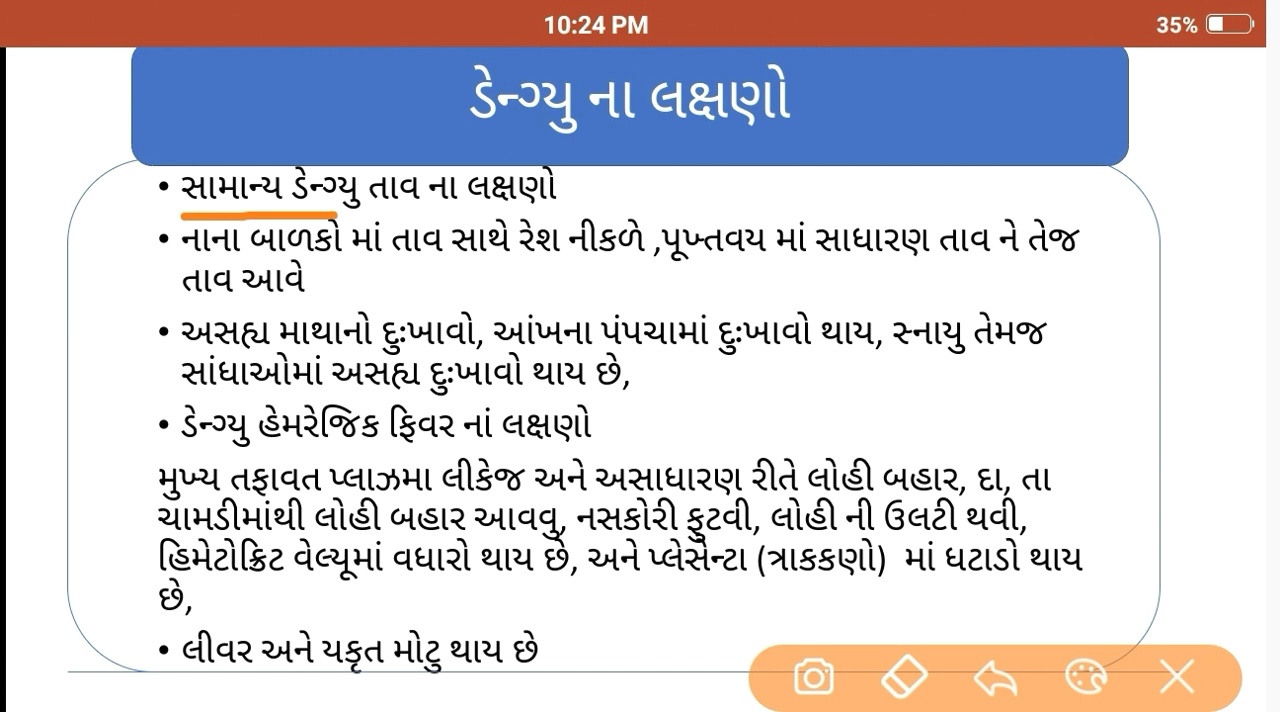 10:24 PM
35%
ડેન્ગ્યુ ના લક્ષણો
• સામાન્ય ડેન્ગ્યુ તાવ ના લક્ષણો
• નાના બાળકો માં તાવ સાથે રેશ નીકળે ,પૂખ્તવય માં સાધારણ તાવ ને તેજ
તાવ આવે
• અસહ્ય માથાનો દુઃખાવો, આંખના પંપચામાં દુઃખાવો થાય, સ્નાયુ તેમજ
સાંધાઓમાં અસહ્ય દુઃખાવો થાય છે,
• ડેન્ગ્યુ હેમરેજિક ફિવર નાં લક્ષણો
મુખ્ય તફાવત પ્લાઝમા લીકેજ અને અસાધારણ રીતે લોહી બહાર, દા, તા
ચામડીમાંથી લોહી બહાર આવવુ, નસકોરી ફુટવી, લોહી ની ઉલટી થવી,
હિમેટોક્રિટ વેલ્યૂમાં વધારો થાય છે, અને પ્લેસેન્ટા (ત્રાકકણો) માં ધટાડો થાય
છે,
• લીવર અને યકૃત મોટુ થાય છે